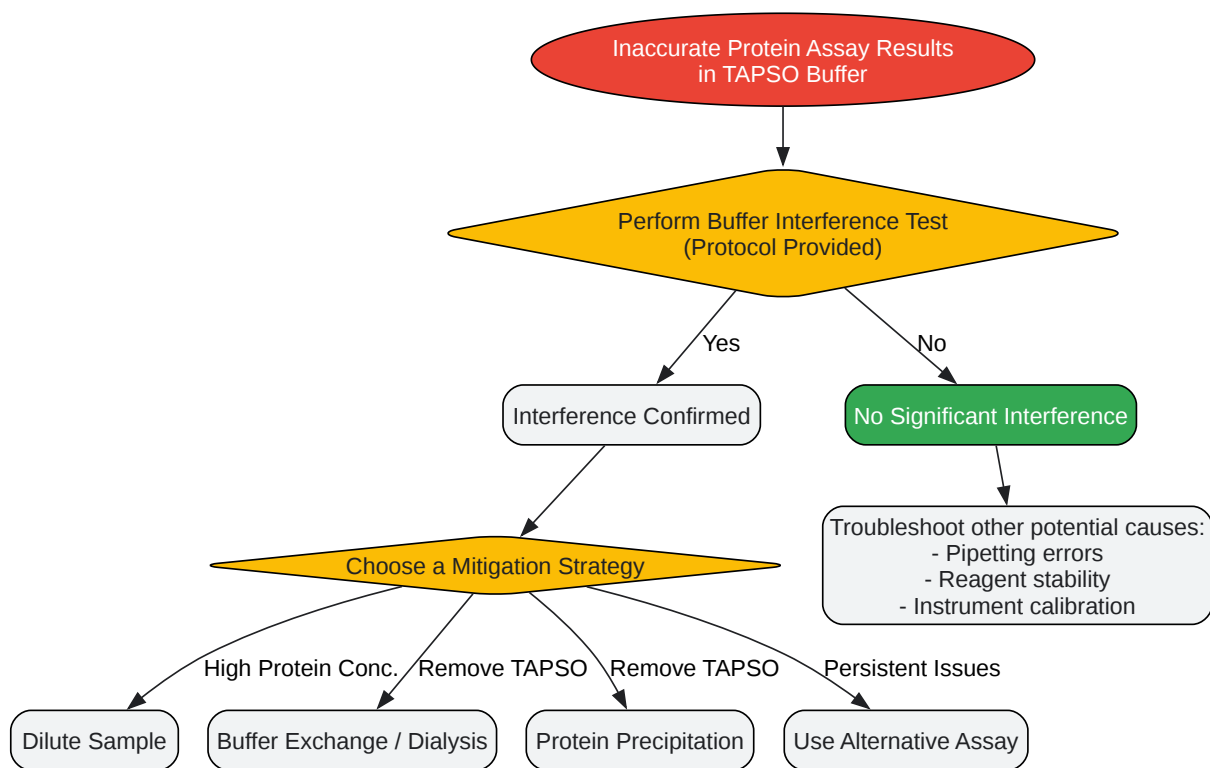 Inaccurate Protein Assay Results
in TAPSO Buffer
Perform Buffer Interference Test
(Protocol Provided)
Yes
No
Interference Confirmed
No Significant Interference
Troubleshoot other potential causes:
- Pipetting errors
- Reagent stability
- Instrument calibration
Choose a Mitigation Strategy
High Protein Conc.
Remove TAPSO
Remove TAPSO
Persistent Issues
Dilute Sample
Buffer Exchange / Dialysis
Protein Precipitation
Use Alternative Assay